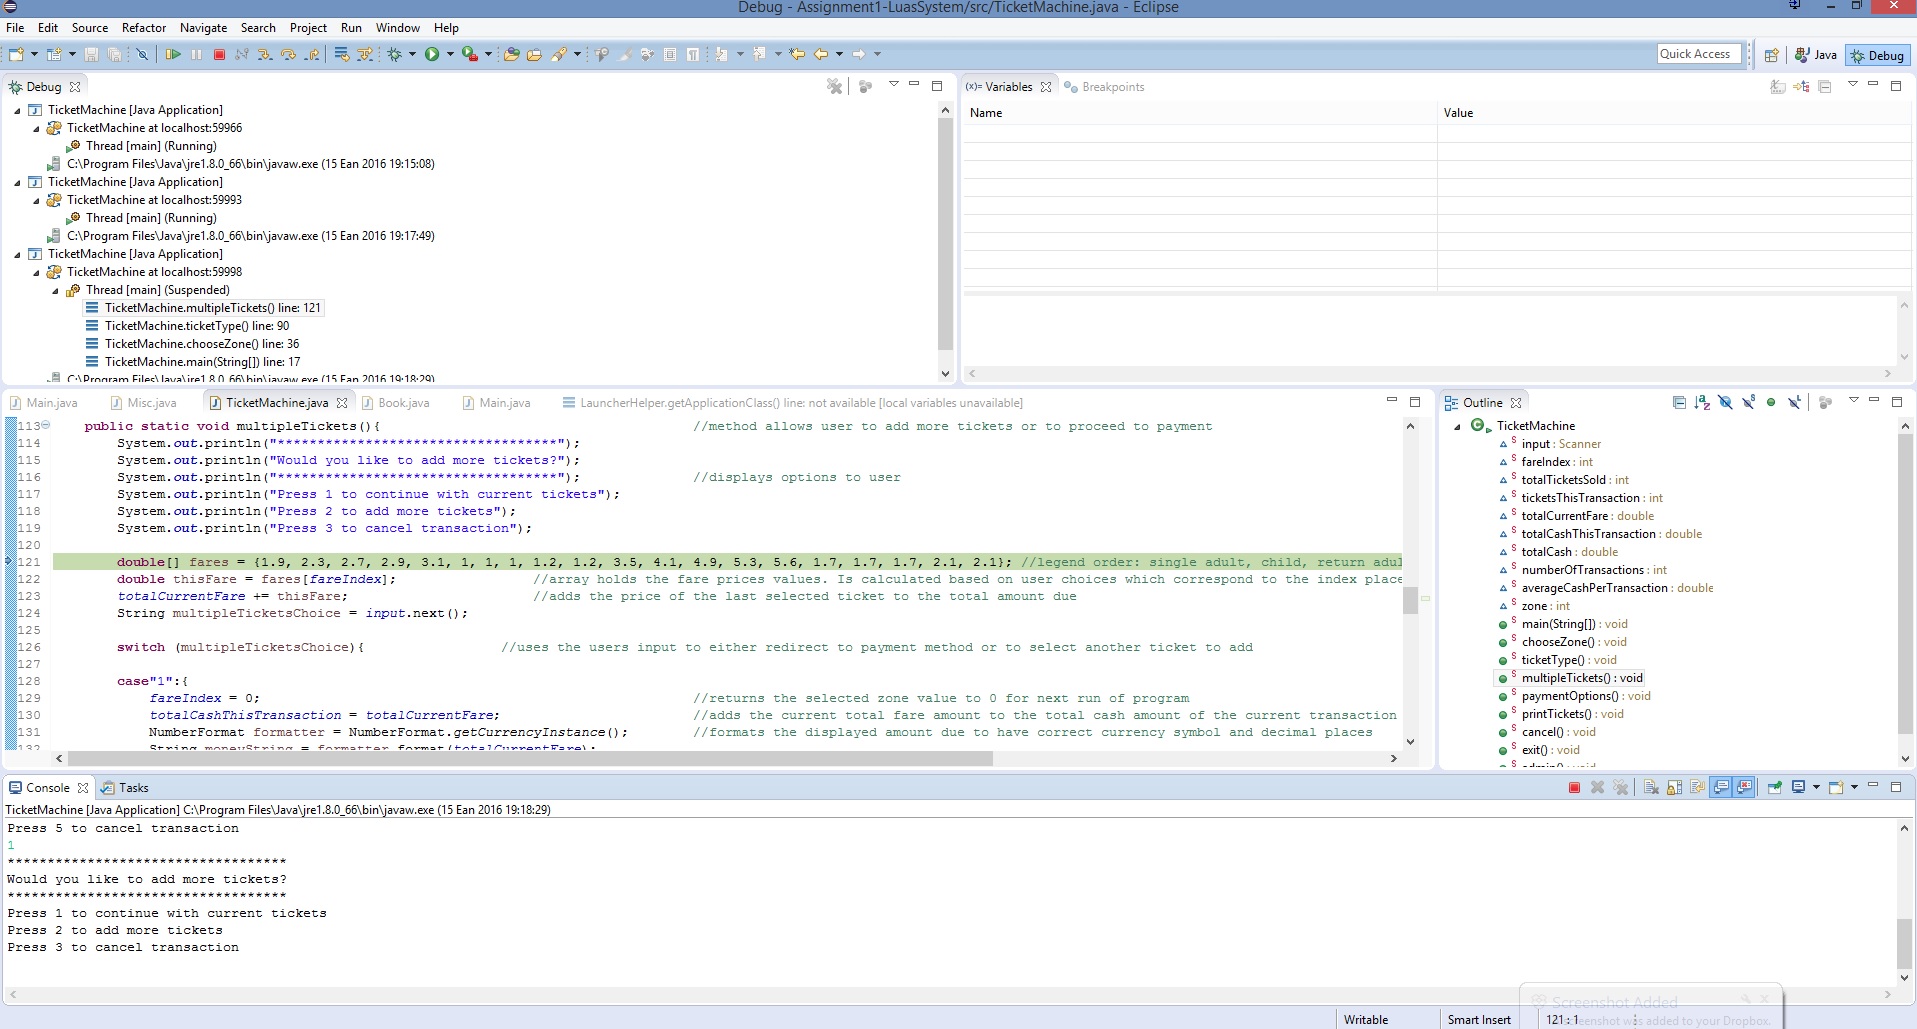 Debug - Assignment1-LuasSystem/src/TicketMachine.java - Eclipse
File Edit Source Refactor Navigate Search Project Run Window Help
Quick Access Java Debug
Debug
TicketMachine [Java Application]
TicketMachine at localhost:59966
Thread [main] (Running)
C:\Program Files\Java\jre1.8.0_66\bin\javaw.exe (15 Ean 2016 19:15:08)
TicketMachine [Java Application]
TicketMachine at localhost:59993
Thread [main] (Running)
C:\Program Files\Java\jre1.8.0_66\bin\javaw.exe (15 Ean 2016 19:17:49)
TicketMachine [Java Application]
TicketMachine at localhost:59998
Thread [main] (Suspended)
TicketMachine.multipleTickets() line: 121
TicketMachine.ticketType() line: 90
TicketMachine.chooseZone() line: 36
TicketMachine.main(String[]) line: 17
C:\Program Files\Java\jre1.8.0_66\bin\javaw.exe (15 Ean 2016 19:18:29)
(x)= Variables Breakpoints
Name Value
Main.java Misc.java TicketMachine.java Book.java Main.java LauncherHelper.getApplicationClass() line: not available [local variables unavailable]
113 public static void multipleTickets(){ //method allows user to add more tickets or to proceed to payment
114 System.out.println("***********************************");
115 System.out.println("Would you like to add more tickets?");
116 System.out.println("***********************************"); //displays options to user
117 System.out.println("Press 1 to continue with current tickets");
118 System.out.println("Press 2 to add more tickets");
119 System.out.println("Press 3 to cancel transaction");
120
121 double[] fares = {1.9, 2.3, 2.7, 2.9, 3.1, 1, 1, 1, 1.2, 1.2, 3.5, 4.1, 4.9, 5.3, 5.6, 1.7, 1.7, 1.7, 2.1, 2.1}; //legend order: single adult, child, return adul
122 double thisFare = fares[fareIndex]; //array holds the fare prices values. Is calculated based on user choices which correspond to the index place
123 totalCurrentFare += thisFare; //adds the price of the last selected ticket to the total amount due
124 String multipleTicketsChoice = input.next();
125
126 switch (multipleTicketsChoice){ //uses the users input to either redirect to payment method or to select another ticket to add
127
128 case"1":{
129 fareIndex = 0; //returns the selected zone value to 0 for next run of program
130 totalCashThisTransaction = totalCurrentFare; //adds the current total fare amount to the total cash amount of the current transaction
131 NumberFormat formatter = NumberFormat.getCurrencyInstance(); //formats the displayed amount due to have correct currency symbol and decimal places
132 String moneyString = formatter.format(totalCurrentFare);
Outline
TicketMachine
input : Scanner
fareIndex : int
totalTicketsSold : int
ticketsThisTransaction : int
totalCurrentFare : double
totalCashThisTransaction : double
totalCash : double
numberOfTransactions : int
averageCashPerTransaction : double
zone : int
main(String[]) : void
chooseZone() : void
ticketType() : void
multipleTickets() : void
paymentOptions() : void
printTickets() : void
cancel() : void
exit() : void
admin() : void
Console Tasks
TicketMachine [Java Application] C:\Program Files\Java\jre1.8.0_66\bin\javaw.exe (15 Ean 2016 19:18:29)
Press 5 to cancel transaction
1
***********************************
Would you like to add more tickets?
***********************************
Press 1 to continue with current tickets
Press 2 to add more tickets
Press 3 to cancel transaction
Screenshot Added
screenshot was added to your Dropbox.
Writable Smart Insert 121 : 1